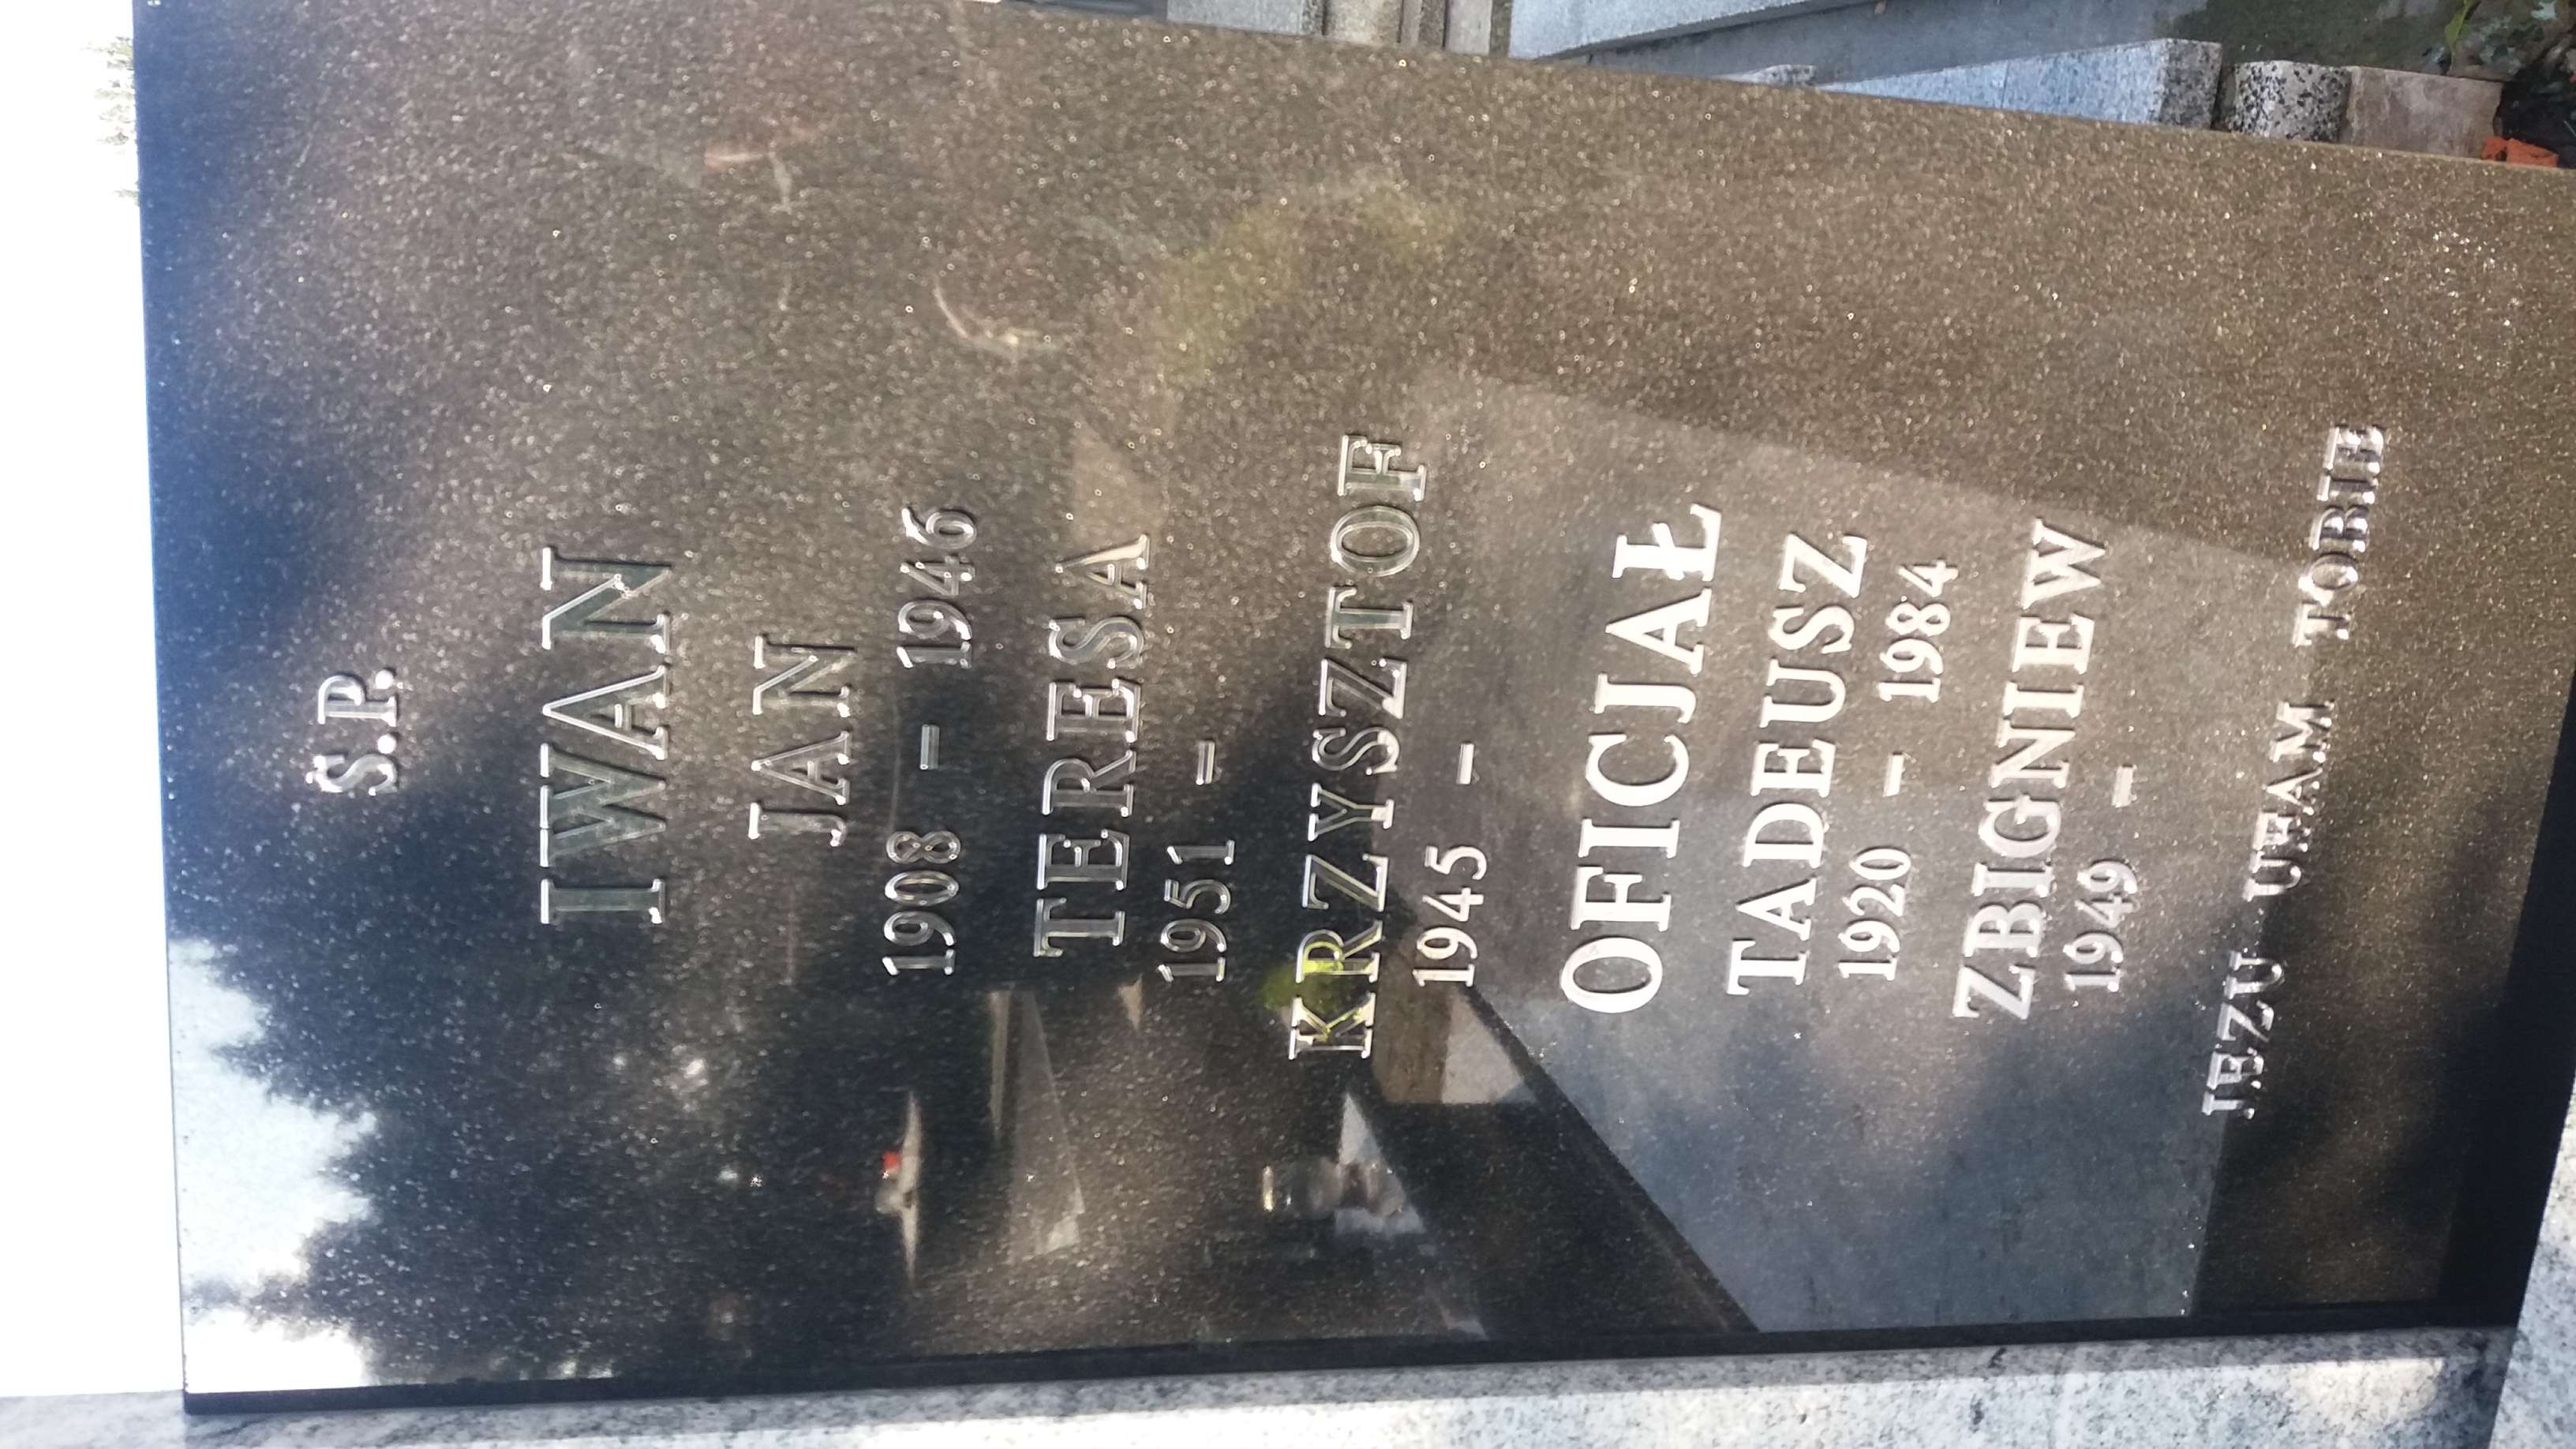 Ś.P.
IWAN
JAN
1908 – 1946
TERESA
1951 –
KRZYSZTOF
1945 –
OFICJAŁ
TADEUSZ
1920 – 1984
ZBIGNIEW
1949 –
JEZU UFAM TOBIE